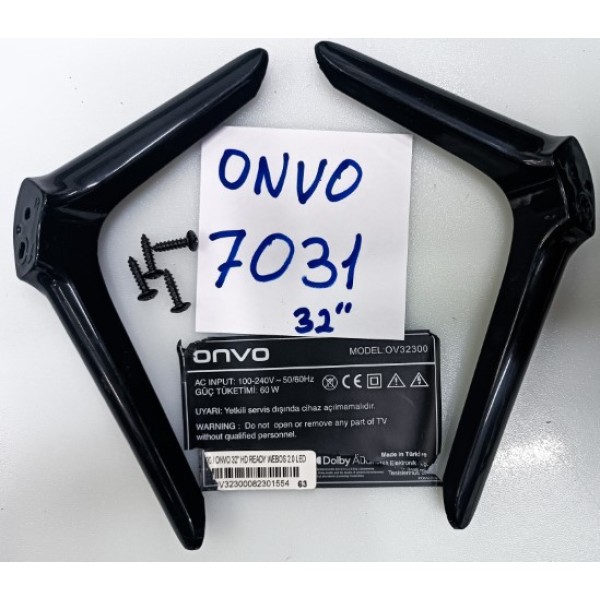 ONVO
7031
32"
ONVO
MODEL:OV32300
AC INPUT: 100-240V~50/60Hz
GÜÇ TÜKETİMİ: 60 W
UYARI: Yetkili servis dışında cihaz açılmamalıdır.
WARNING : Do not open or remove any part of TV
without qualified personnel.
Made in Türkiye
Dolby
ONVO 32" HD READY WEBOS 2.0 LED
V32300082301554 63